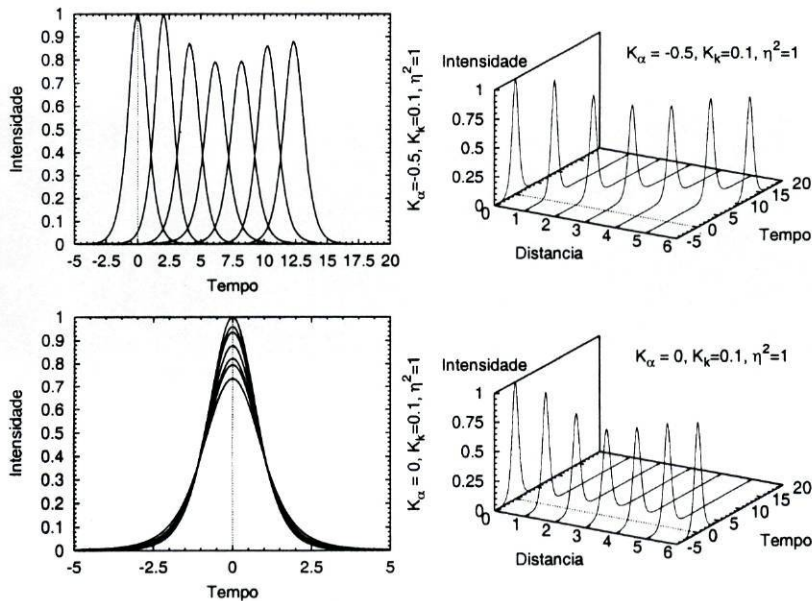 1
0.9
0.8
0.7
0.6
0.5
0.4
0.3
0.2
0.1
0
Intensidade
-5 -2.5 0 2.5 5 7.5 10 12.5 15 17.5 20
Tempo
Kα=-0.5, Kk=0.1, η²=1
Intensidade
Kα = -0.5, Kk=0.1, η²=1
1
0.75
0.5
0.25
0
0 1 2 3 4 5 6
Distancia
-5 0 5 10 15 20
Tempo
1
0.9
0.8
0.7
0.6
0.5
0.4
0.3
0.2
0.1
0
Intensidade
-5 -2.5 0 2.5 5
Tempo
Kα = 0, Kk=0.1, η²=1
Intensidade
Kα = 0, Kk=0.1, η²=1
1
0.75
0.5
0.25
0
0 1 2 3 4 5 6
Distancia
-5 0 5 10 15 20
Tempo